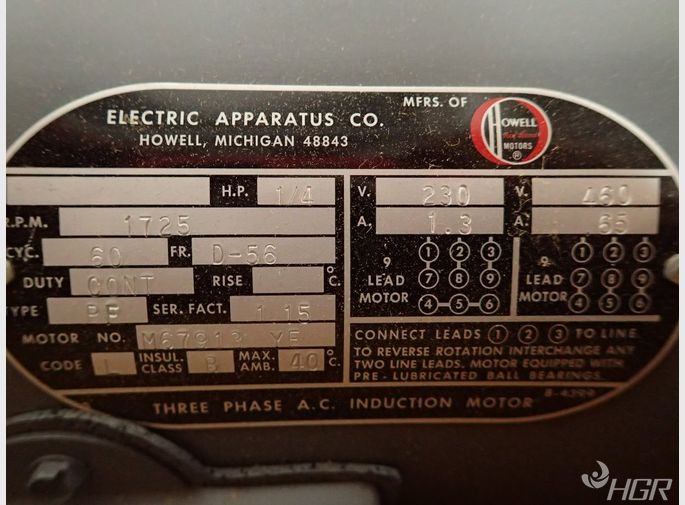 MFRS. OF
HOWELL
MOTORS
®
ELECTRIC APPARATUS CO.
HOWELL, MICHIGAN 48843
H.P. 1/4 V. 230 V. 460
R.P.M. 1725 A. 1.3 A. .65
CYC. 60 FR. D-56
DUTY CONT RISE °C.
TYPE SER. FACT. 1.15
9 LEAD MOTOR 1 2 3 7 8 9 4-5-6
9 LEAD MOTOR 1 2 3 7 8 9 4 5 6
MOTOR NO. YF
CODE L INSUL. CLASS B MAX. AMB. 40°C
CONNECT LEADS 1 2 3 TO LINE.
TO REVERSE ROTATION INTERCHANGE ANY
TWO LINE LEADS. MOTOR EQUIPPED WITH
PRE-LUBRICATED BALL BEARINGS.
THREE PHASE A.C. INDUCTION MOTOR
HGR